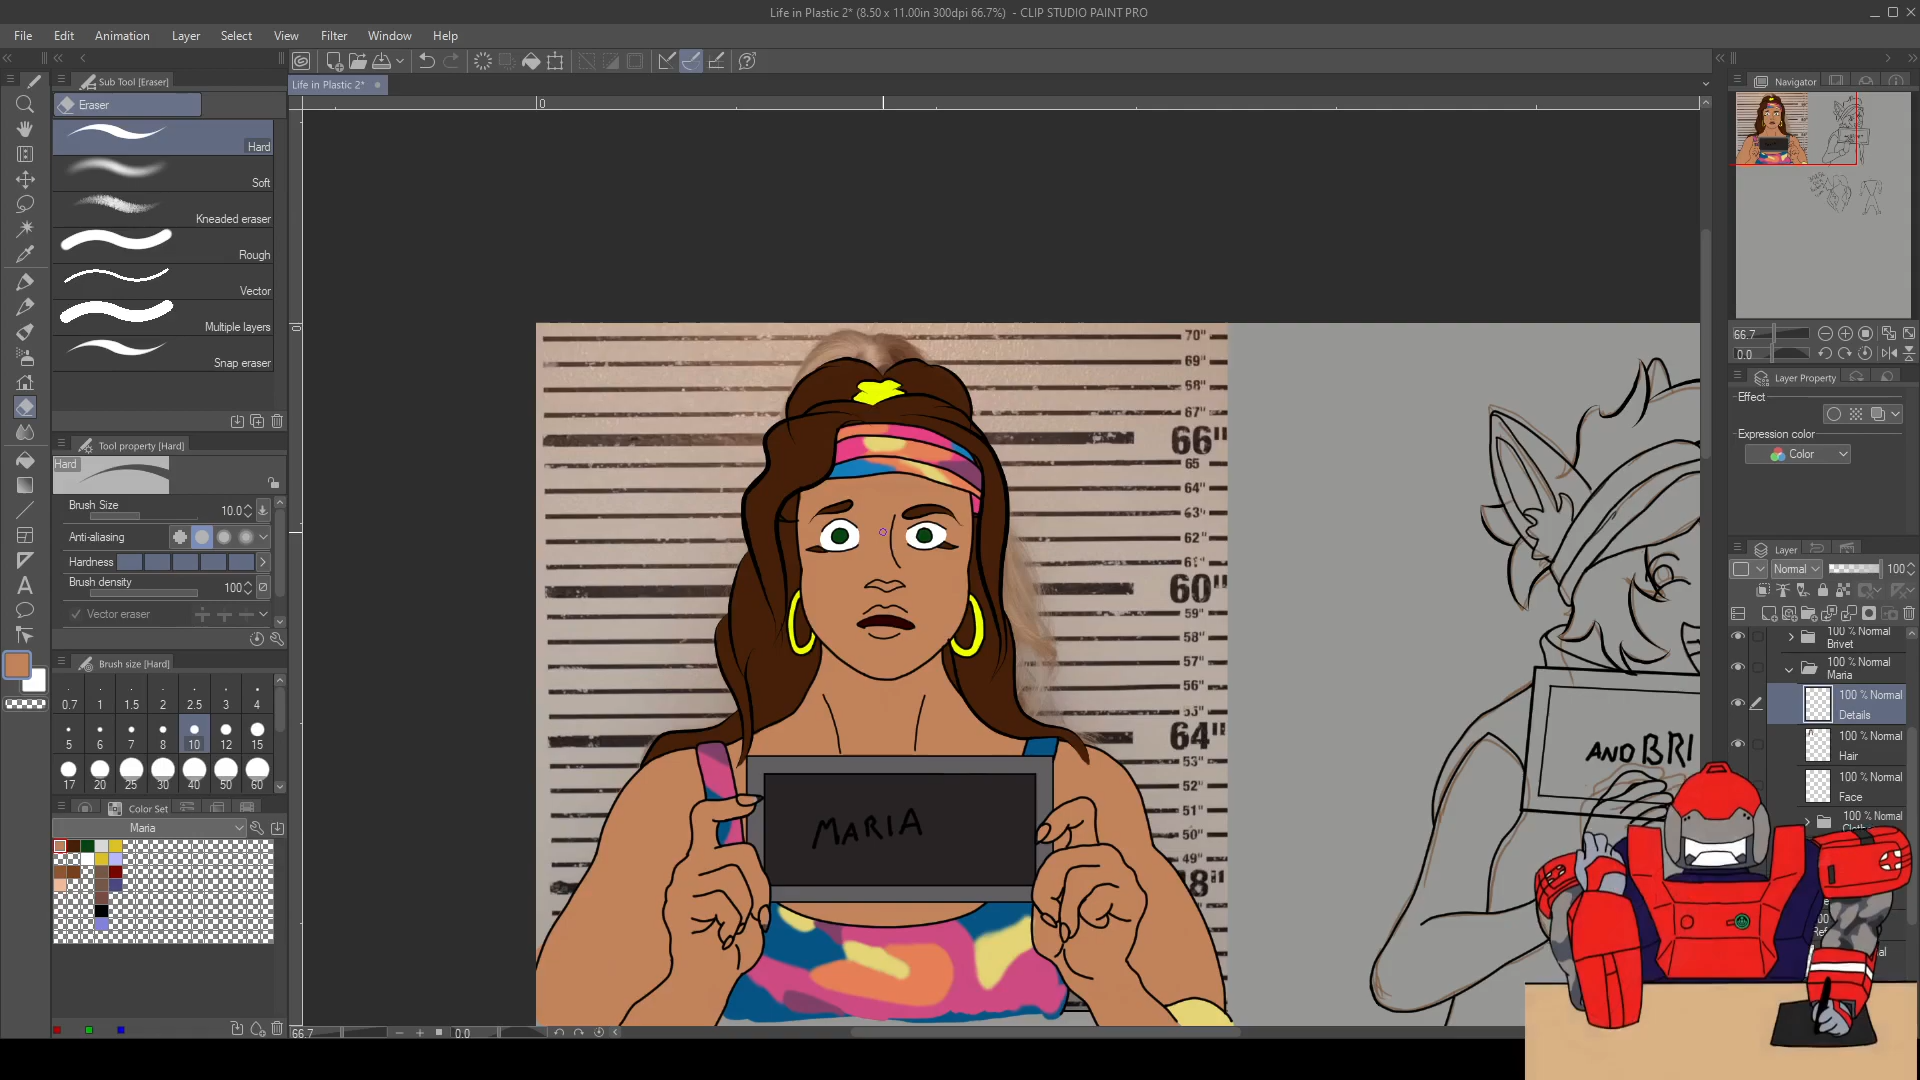 Life in Plastic 2* (8.50 x 11.00in 300dpi 66.7%) - CLIP STUDIO PAINT PRO
File Edit Animation Layer Select View Filter Window Help
Sub Tool [Eraser]
Eraser
Hard
Soft
Kneaded eraser
Rough
Vector
Multiple layers
Snap eraser
Tool property [Hard]
Hard
Brush Size 10.0
Anti-aliasing
Hardness
Brush density 100
Vector eraser
Brush size [Hard]
0.7 1 1.5 2 2.5 3 4
5 6 7 8 10 12 15
17 20 25 30 40 50 60
Color Set
Maria
Life in Plastic 2*
0
0
70"
69"
68"
67"
66"
65
64"
63"
62"
61"
60"
59"
58"
57"
56"
64"
53"
52"
51"
50"
49"
MARIA
ANDBRI
66.7 0.0
Navigator
66.7
0.0
Layer Property
Effect
Expression color
Color
Layer
Normal 100
100 % Normal
Brivet
100 % Normal
Maria
100 % Normal
Details
100 % Normal
Hair
100 % Normal
Face
100 % Normal